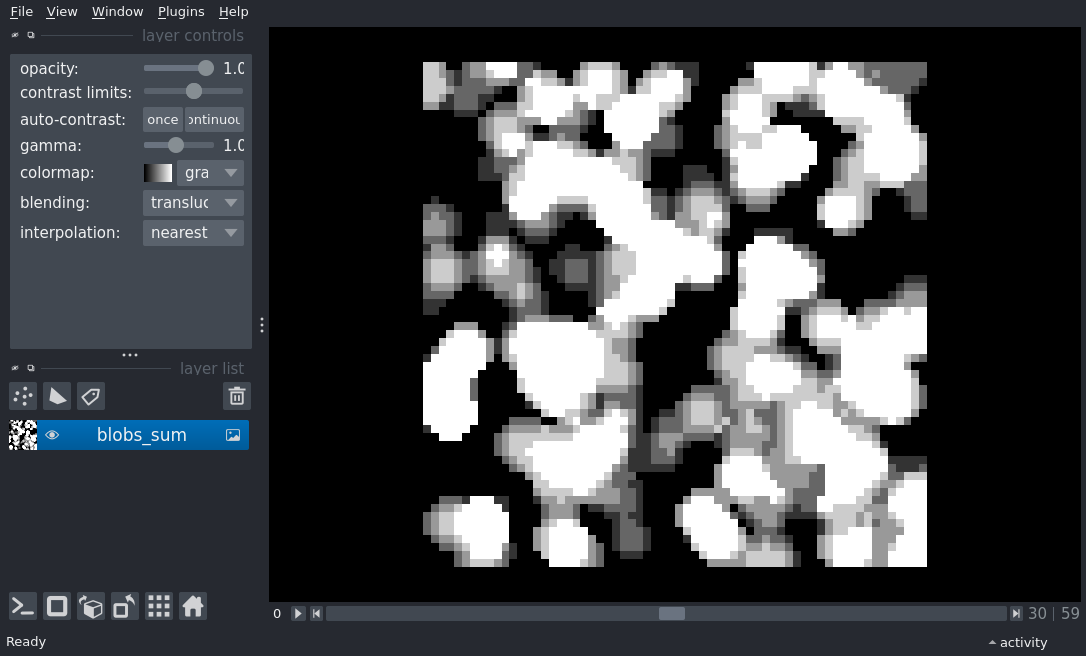 File View Window Plugins Help
layer controls
opacity: 1.0
contrast limits:
auto-contrast: once ontinuou
gamma: 1.0
colormap: gra
blending: transluc
interpolation: nearest
layer list
blobs_sum
0 30 59
Ready activity